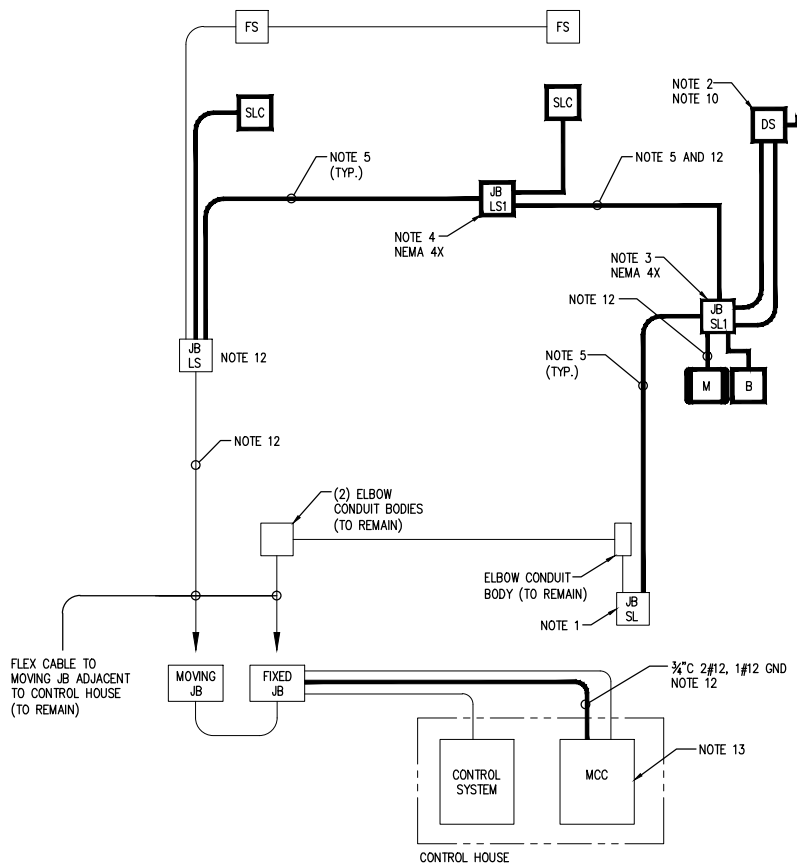 FS
FS
SLC
SLC
NOTE 2
NOTE 10
DS
NOTE 5
(TYP.)
NOTE 5 AND 12
JB
LS1
NOTE 4
NEMA 4X
NOTE 3
NEMA 4X
NOTE 12
JB
SL1
JB
LS
NOTE 12
NOTE 5
(TYP.)
M
B
NOTE 12
(2) ELBOW
CONDUIT BODIES
(TO REMAIN)
ELBOW CONDUIT
BODY (TO REMAIN)
JB
SL
NOTE 1
FLEX CABLE TO
MOVING JB ADJACENT
TO CONTROL HOUSE
(TO REMAIN)
MOVING
JB
FIXED
JB
¾"C 2#12, 1#12 GND
NOTE 12
NOTE 13
CONTROL
SYSTEM
MCC
CONTROL HOUSE